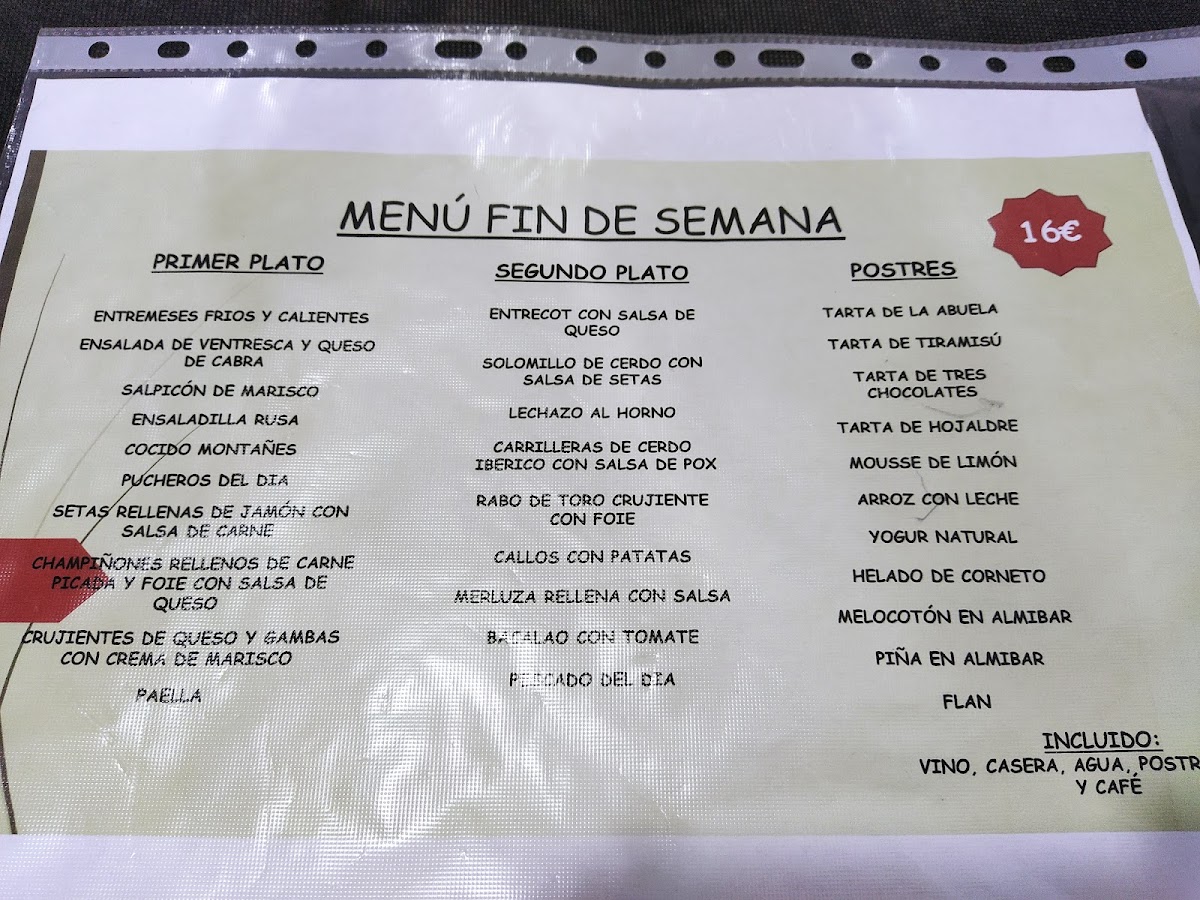 MENÚ FIN DE SEMANA
16€
PRIMER PLATO
ENTREMESES FRIOS Y CALIENTES
ENSALADA DE VENTRESCA Y QUESO
DE CABRA
SALPICÓN DE MARISCO
ENSALADILLA RUSA
COCIDO MONTAÑES
PUCHEROS DEL DIA
SETAS RELLENAS DE JAMÓN CON
SALSA DE CARNE
CHAMPIÑONES RELLENOS DE CARNE
PICADA Y FOIE CON SALSA DE
QUESO
CRUJIENTES DE QUESO Y GAMBAS
CON CREMA DE MARISCO
PAELLA
SEGUNDO PLATO
ENTRECOT CON SALSA DE
QUESO
SOLOMILLO DE CERDO CON
SALSA DE SETAS
LECHAZO AL HORNO
CARRILLERAS DE CERDO
IBERICO CON SALSA DE POX
RABO DE TORO CRUJIENTE
CON FOIE
CALLOS CON PATATAS
MERLUZA RELLENA CON SALSA
BACALAO CON TOMATE
PESCADO DEL DIA
POSTRES
TARTA DE LA ABUELA
TARTA DE TIRAMISÚ
TARTA DE TRES
CHOCOLATES
TARTA DE HOJALDRE
MOUSSE DE LIMÓN
ARROZ CON LECHE
YOGUR NATURAL
HELADO DE CORNETO
MELOCOTÓN EN ALMIBAR
PIÑA EN ALMIBAR
FLAN
INCLUIDO:
VINO, CASERA, AGUA, POSTR
Y CAFÉ